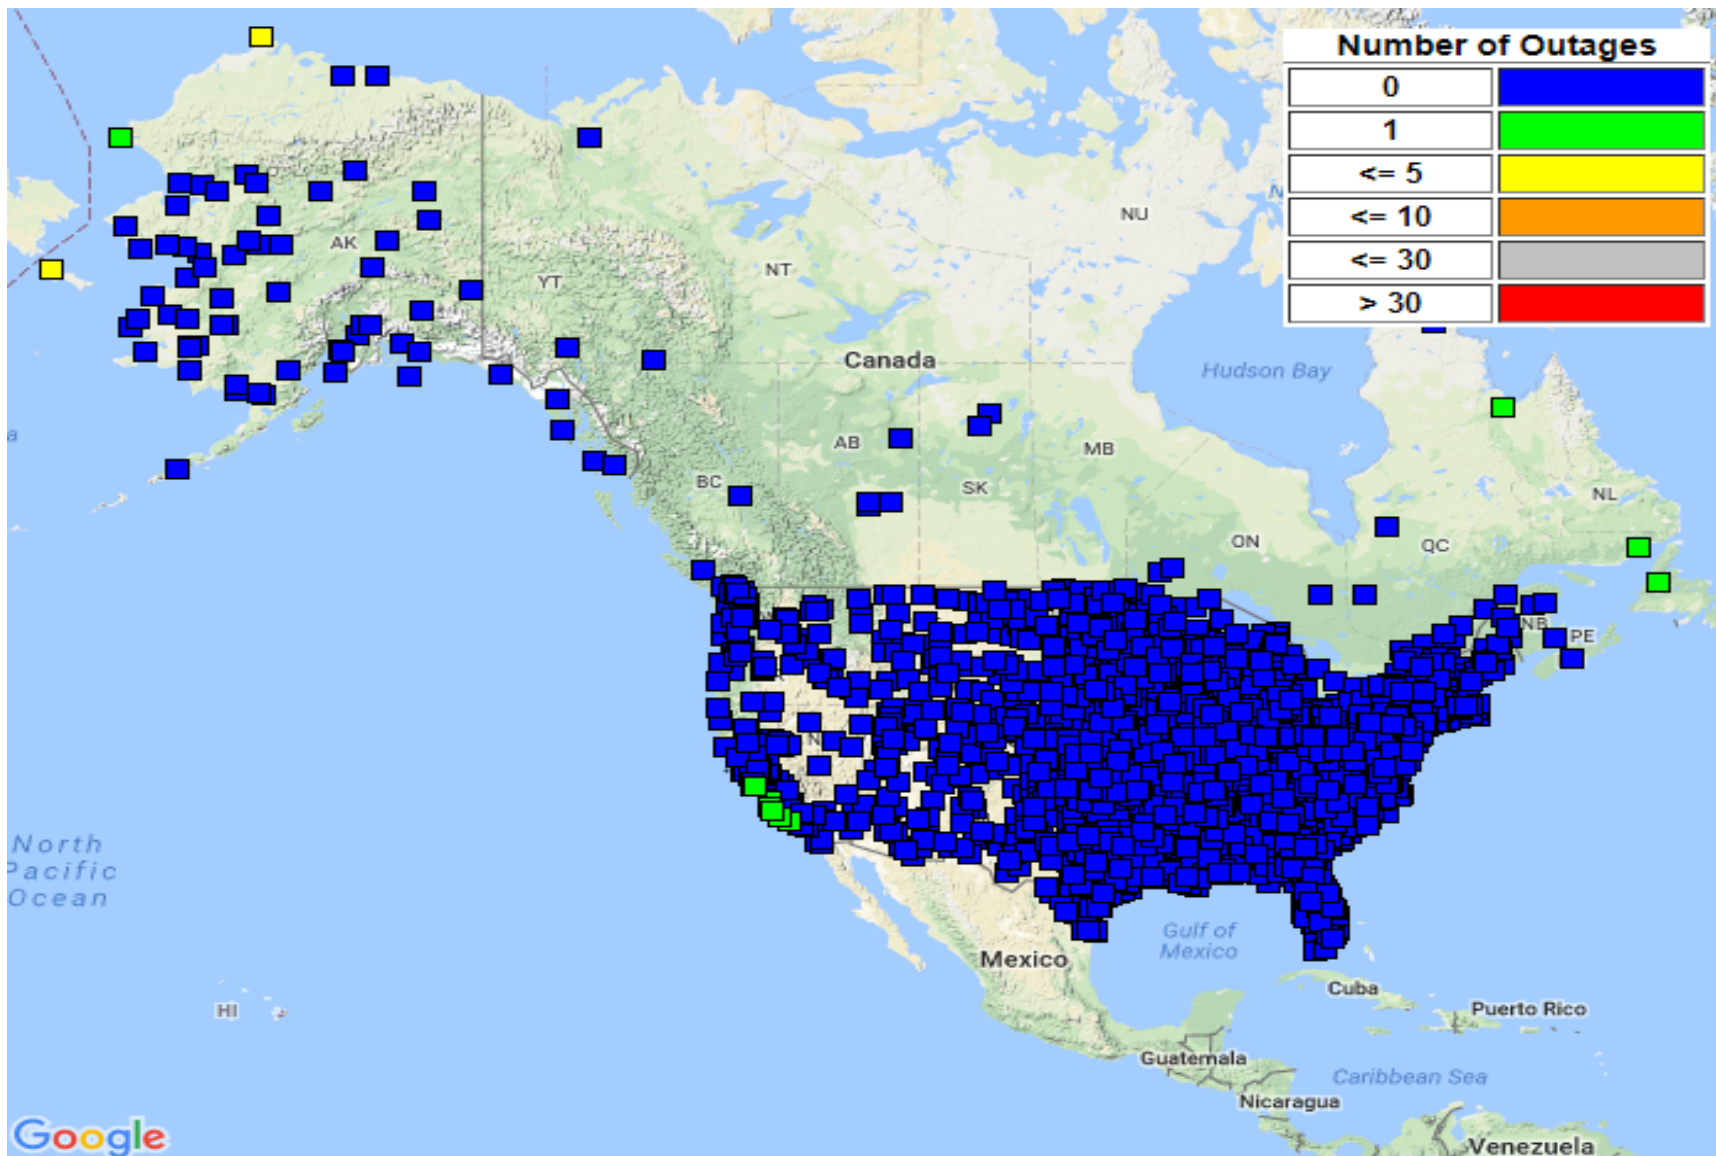 Number of Outages
0
1
<= 5
<= 10
<= 30
> 30
NU
AK
NT
YT
Canada
Hudson Bay
AB
MB
BC
SK
NL
ON
QC
NB
PE
North
Pacific
Ocean
Gulf of
Mexico
Mexico
Cuba
HI
Puerto Rico
Guatemala
Caribbean Sea
Nicaragua
Google
Venezuela